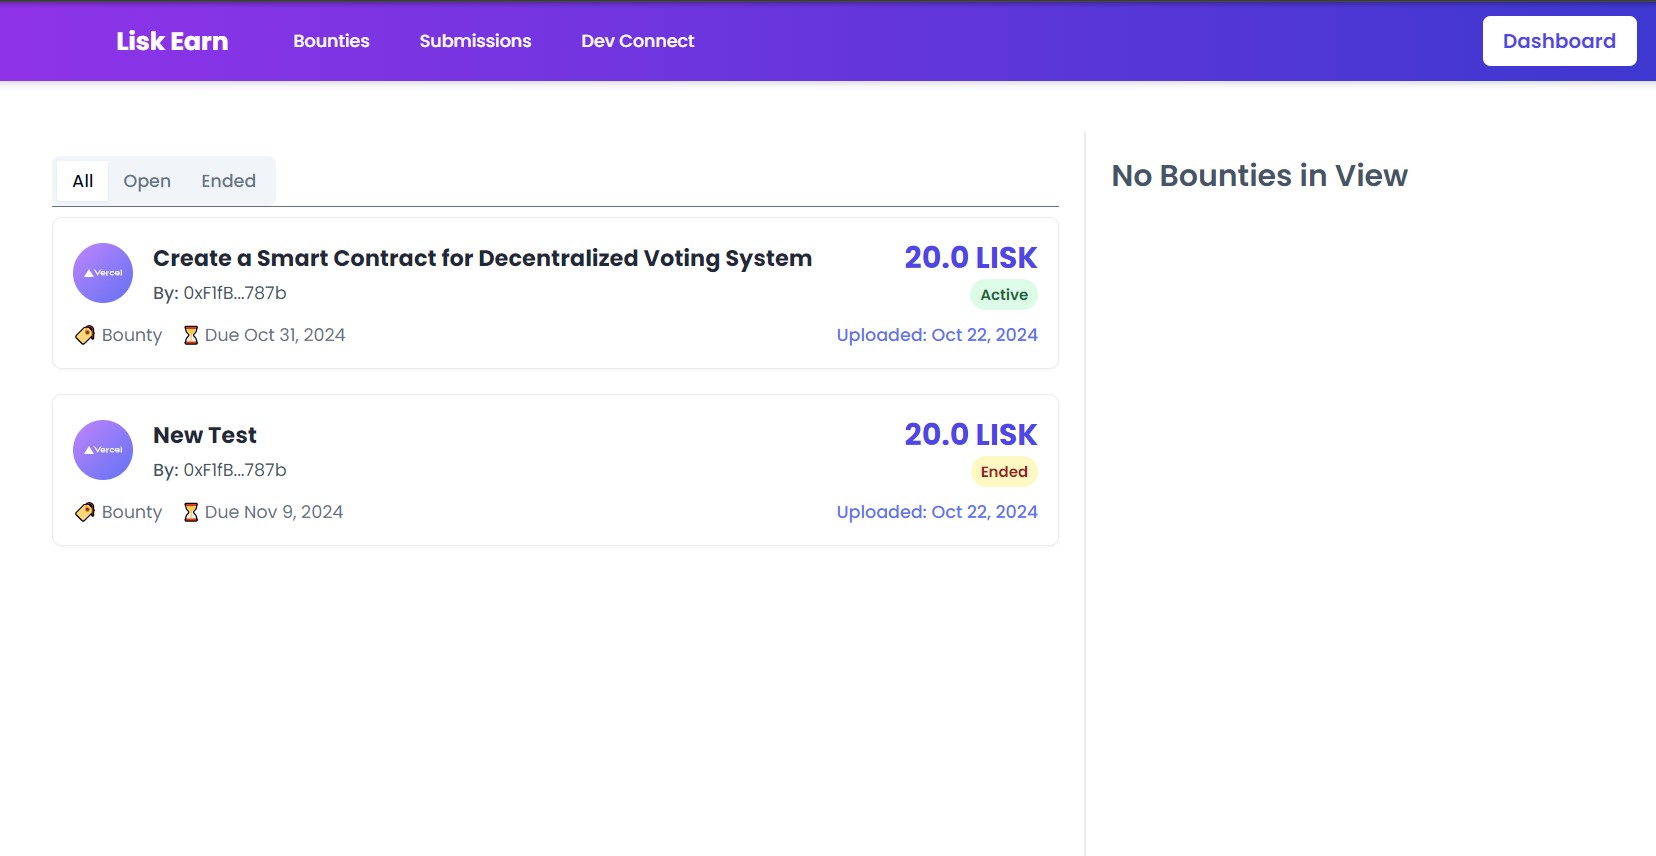 Lisk Earn Bounties Submissions Dev Connect Dashboard
All Open Ended
Vercel
Create a Smart Contract for Decentralized Voting System
By: 0xF1fB...787b
20.0 LISK
Active
Bounty Due Oct 31, 2024
Uploaded: Oct 22, 2024
Vercel
New Test
By: 0xF1fB...787b
20.0 LISK
Ended
Bounty Due Nov 9, 2024
Uploaded: Oct 22, 2024
No Bounties in View